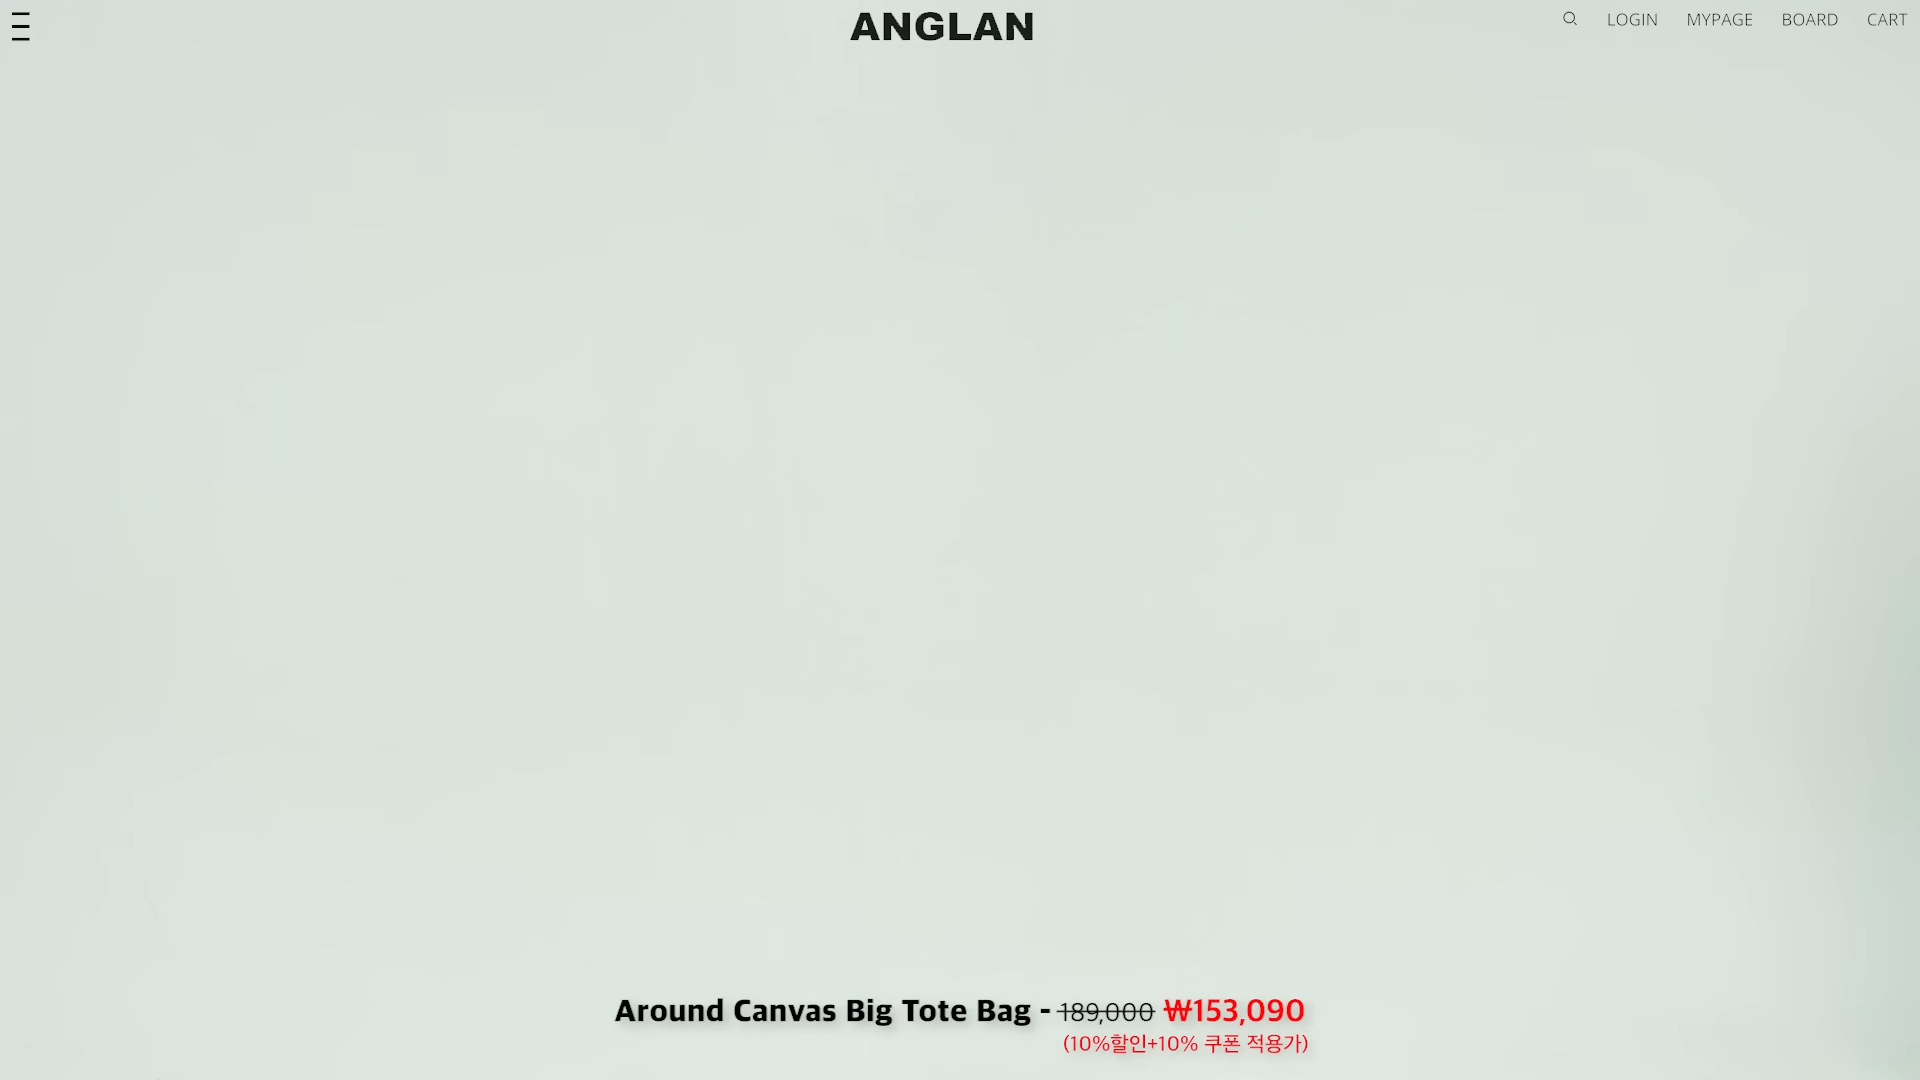 ANGLAN
LOGIN MYPAGE BOARD CART
Around Canvas Big Tote Bag - 189,000 ₩153,090
(10%할인+10% 쿠폰 적용가)